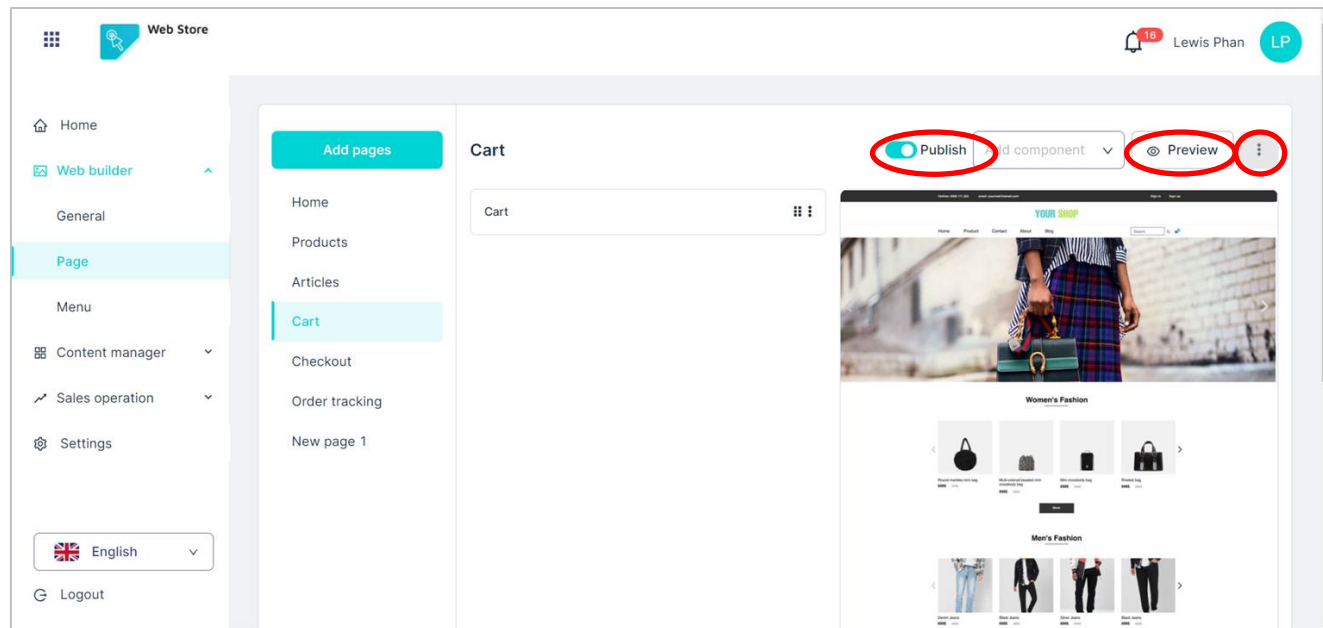 Web Store
16
Lewis Phan
LP
Home
Web builder
General
Page
Menu
Content manager
Sales operation
Settings
English
Logout
Add pages
Home
Products
Articles
Cart
Checkout
Order tracking
New page 1
Cart
Publish
Add component
Preview
Cart
YOUR SHOP
Home Product Contact About Blog
Search
Women's Fashion
More
Men's Fashion